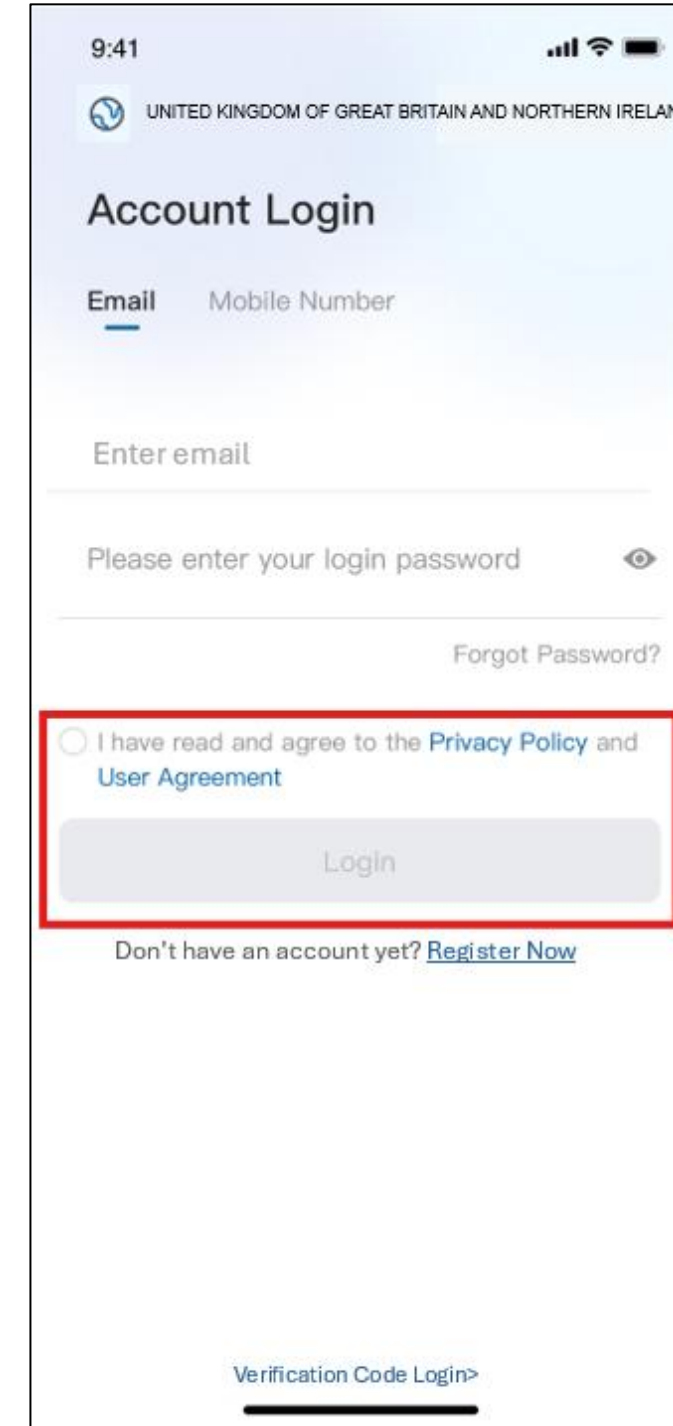 9:41
UNITED KINGDOM OF GREAT BRITAIN AND NORTHERN IRELAN
Account Login
Email Mobile Number
Enter email
Please enter your login password
Forgot Password?
I have read and agree to the Privacy Policy and
User Agreement
Login
Don't have an account yet? Register Now
Verification Code Login>